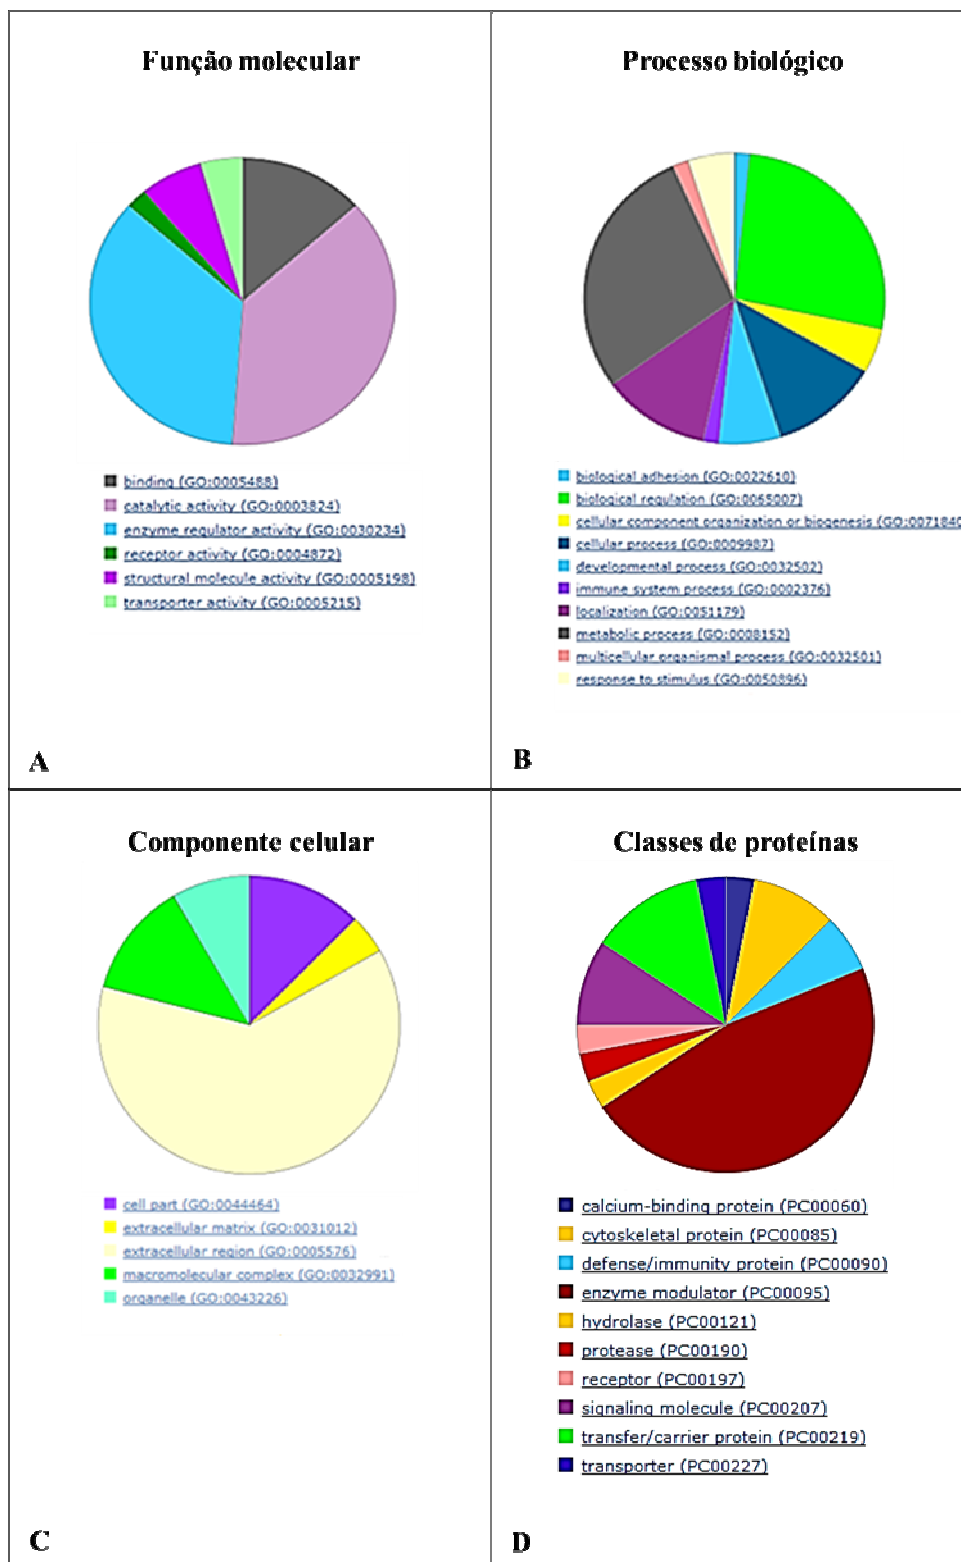 Função molecular
binding (GO:0005488)
catalytic activity (GO:0003824)
enzyme regulator activity (GO:0030234)
receptor activity (GO:0004872)
structural molecule activity (GO:0005198)
transporter activity (GO:0005215)
A
Processo biológico
biological adhesion (GO:0022610)
biological regulation (GO:0065007)
cellular component organization or biogenesis (GO:0071840
cellular process (GO:0009987)
developmental process (GO:0032502)
immune system process (GO:0002376)
localization (GO:0051179)
metabolic process (GO:0008152)
multicellular organismal process (GO:0032501)
response to stimulus (GO:0050896)
B
Componente celular
cell part (GO:0044464)
extracellular matrix (GO:0031012)
extracellular region (GO:0005576)
macromolecular complex (GO:0032991)
organelle (GO:0043226)
C
Classes de proteínas
calcium-binding protein (PC00060)
cytoskeletal protein (PC00085)
defense/immunity protein (PC00090)
enzyme modulator (PC00095)
hydrolase (PC00121)
protease (PC00190)
receptor (PC00197)
signaling molecule (PC00207)
transfer/carrier protein (PC00219)
transporter (PC00227)
D